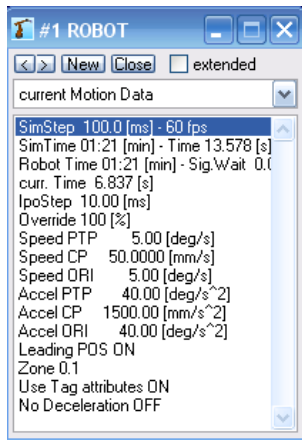 #1 ROBOT
< > New Close extended
current Motion Data
SimStep 100.0 [ms] - 60 fps
SimTime 01:21 [min] - Time 13.578 [s]
Robot Time 01:21 [min] - Sig.Wait 0.0
curr. Time 6.837 [s]
IpoStep 10.00 [ms]
Override 100 [%]
Speed PTP 5.00 [deg/s]
Speed CP 50.0000 [mm/s]
Speed ORI 5.00 [deg/s]
Accel PTP 40.00 [deg/s^2]
Accel CP 1500.00 [mm/s^2]
Accel ORI 40.00 [deg/s^2]
Leading POS ON
Zone 0.1
Use Tag attributes ON
No Deceleration OFF